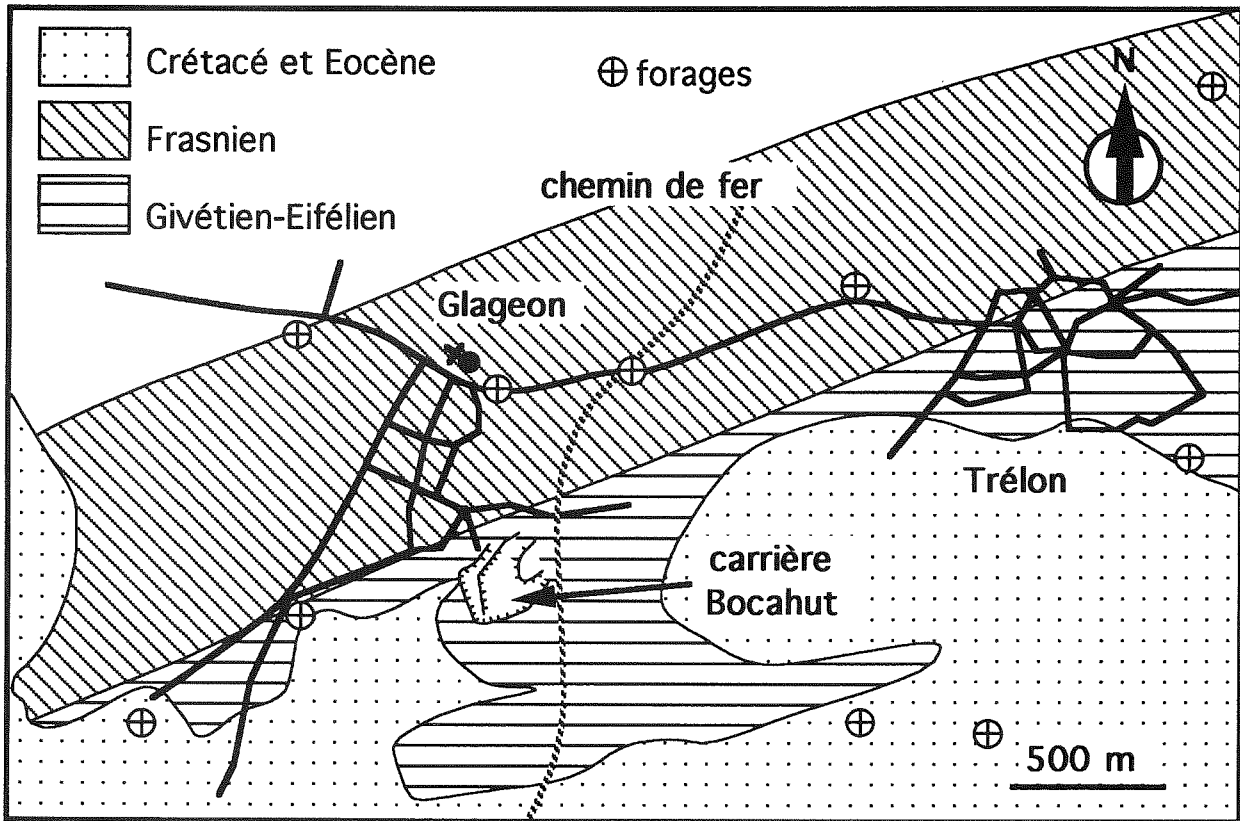 Crétacé et Eocène
forages
N
Frasnien
chemin de fer
Givétien-Eifélien
Glageon
Trélon
carrière
Bocahut
500 m